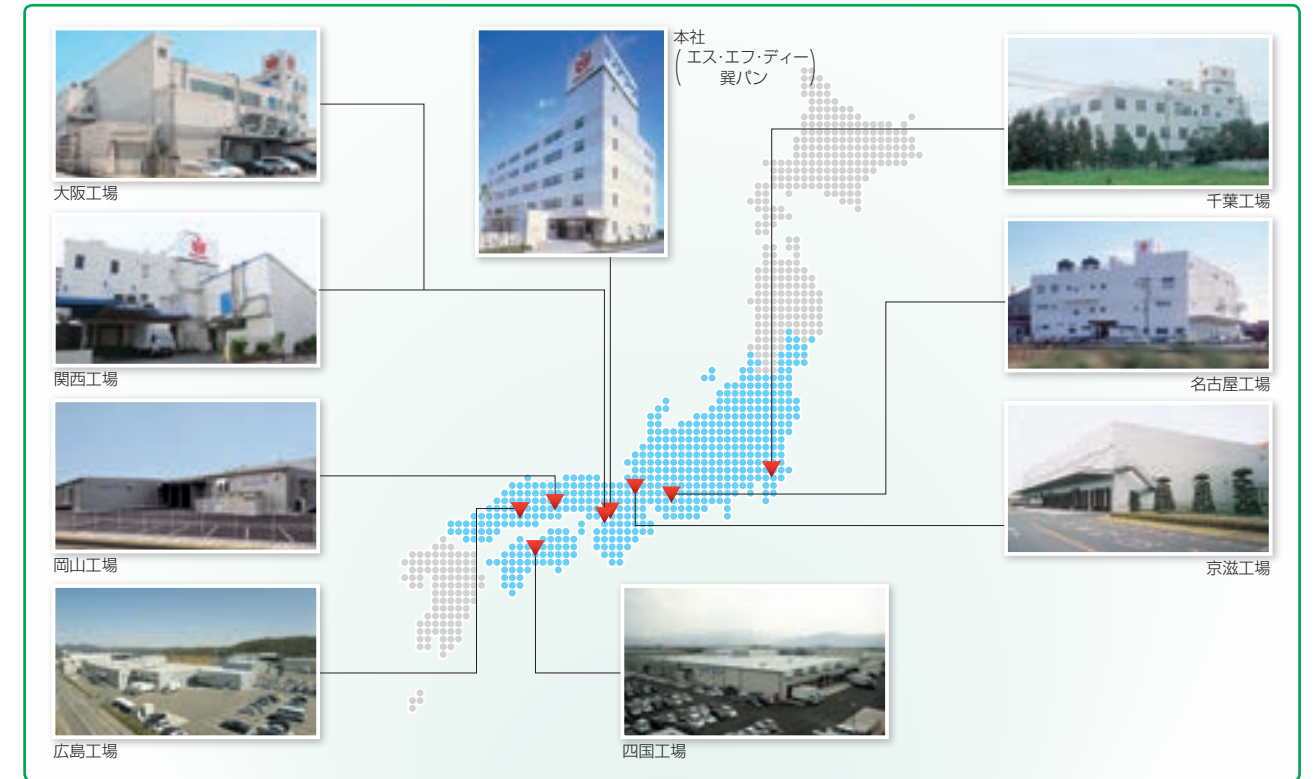 本社
(エス・エフ・ディー
巽パン)
大阪工場
千葉工場
関西工場
名古屋工場
岡山工場
京滋工場
広島工場
四国工場